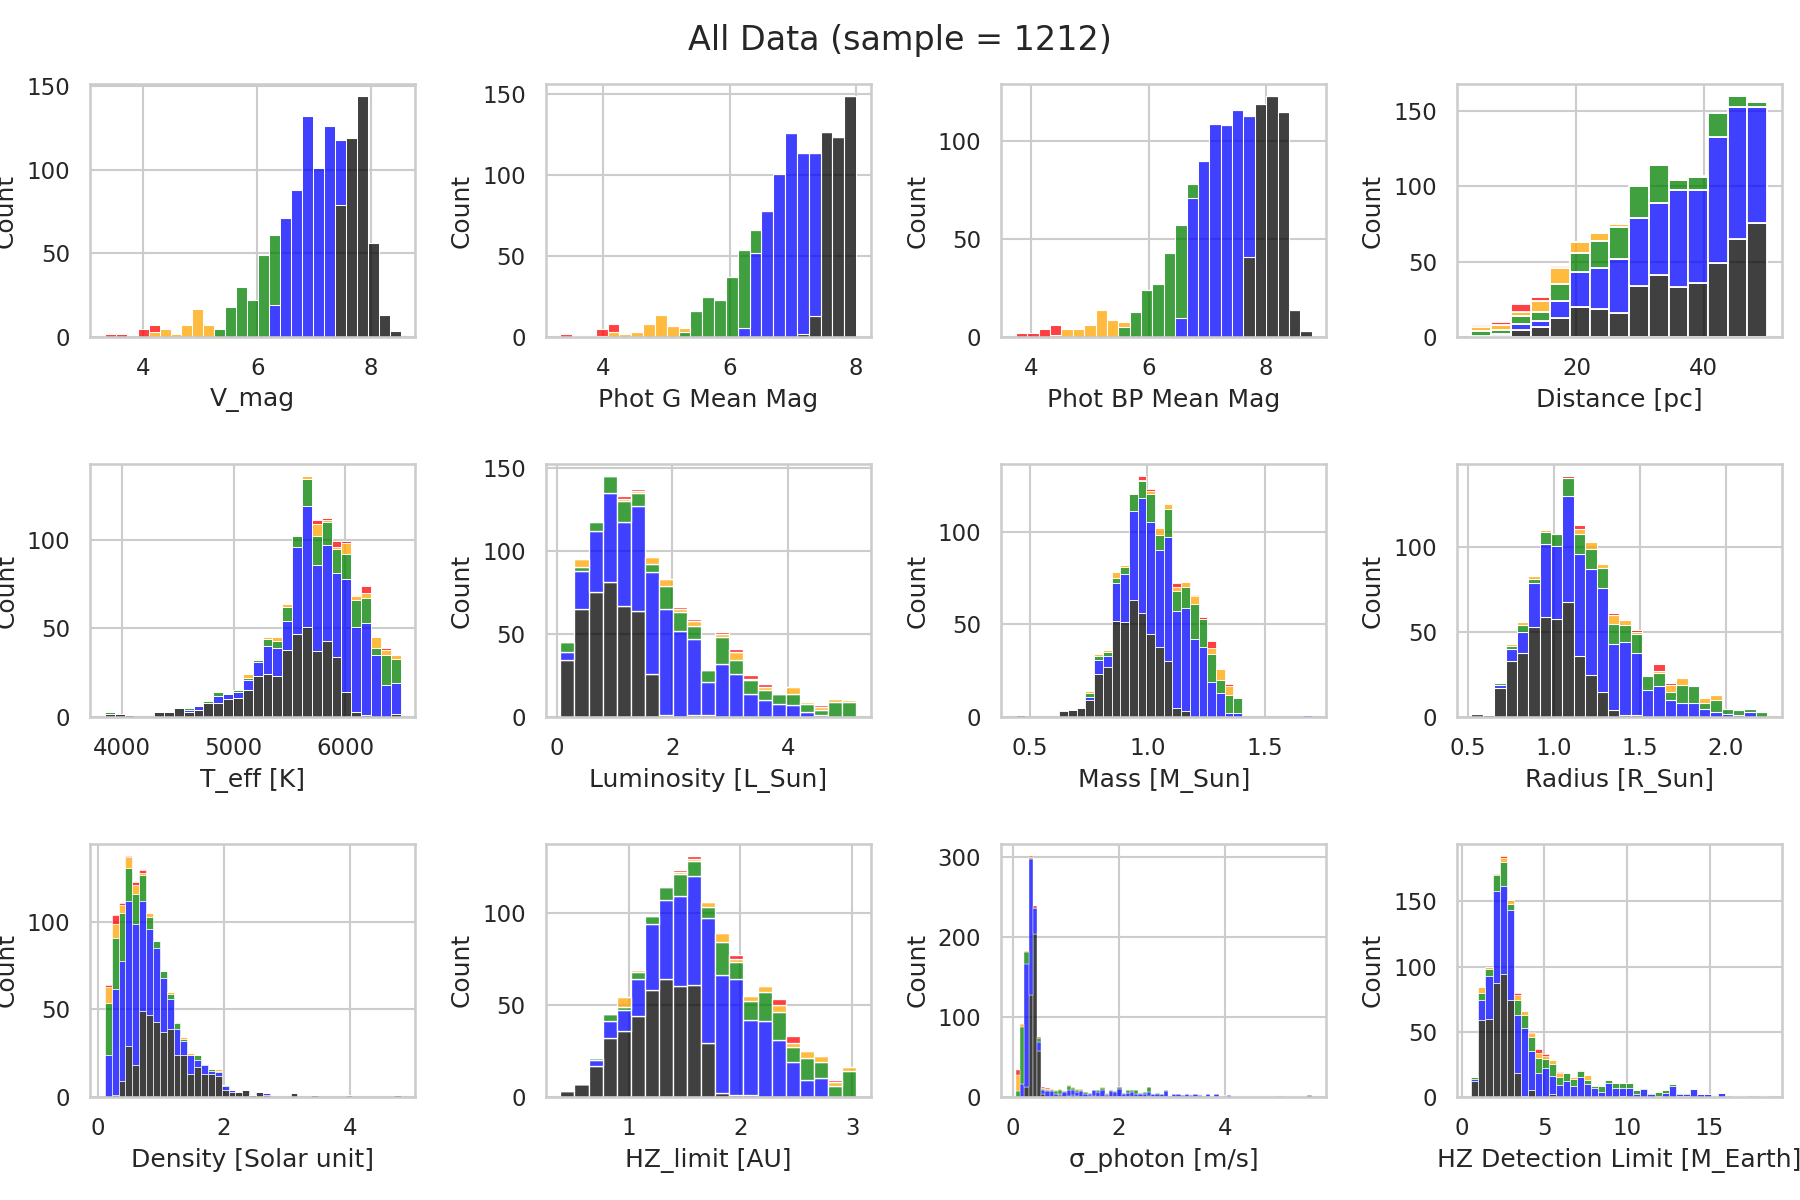 All Data (sample = 1212)
150
100
50
0
Count
4 6 8
V_mag
150
100
50
0
Count
4 6 8
Phot G Mean Mag
100
50
0
Count
4 6 8
Phot BP Mean Mag
150
100
50
0
Count
20 40
Distance [pc]
100
50
0
Count
4000 5000 6000
T_eff [K]
150
100
50
0
Count
0 2 4
Luminosity [L_Sun]
100
50
0
Count
0.5 1.0 1.5
Mass [M_Sun]
100
50
0
Count
0.5 1.0 1.5 2.0
Radius [R_Sun]
100
50
0
Count
0 2 4
Density [Solar unit]
100
50
0
Count
1 2 3
HZ_limit [AU]
300
200
100
0
Count
0 2 4
σ_photon [m/s]
150
100
50
0
Count
0 5 10 15
HZ Detection Limit [M_Earth]